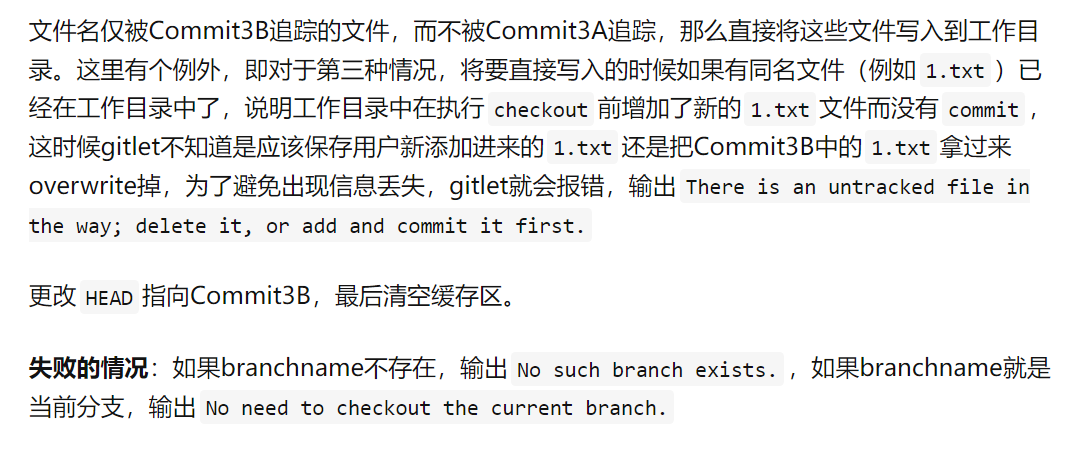 文件名仅被Commit3B追踪的文件，而不被Commit3A追踪，那么直接将这些文件写入到工作目
录。这里有个例外，即对于第三种情况，将要直接写入的时候如果有同名文件（例如 1.txt ）已
经在工作目录中了，说明工作目录中在执行 checkout 前增加了新的 1.txt 文件而没有 commit ，
这时候gitlet不知道是应该保存用户新添加进来的 1.txt 还是把Commit3B中的 1.txt 拿过来
overwrite掉，为了避免出现信息丢失，gitlet就会报错，输出 There is an untracked file in
the way; delete it, or add and commit it first.
更改 HEAD 指向Commit3B，最后清空缓存区。
失败的情况：如果branchname不存在，输出 No such branch exists. ，如果branchname就是
当前分支，输出 No need to checkout the current branch.